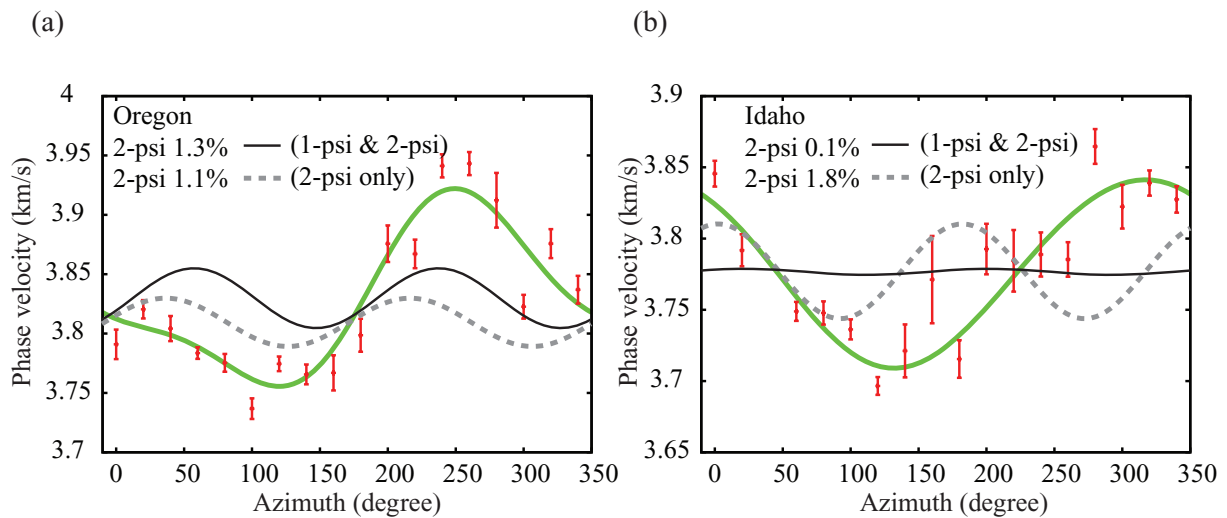 (a)
Oregon
2-psi 1.3% (1-psi & 2-psi)
2-psi 1.1% (2-psi only)
Phase velocity (km/s)
4
3.95
3.9
3.85
3.8
3.75
3.7
0 50 100 150 200 250 300 350
Azimuth (degree)
(b)
Idaho
2-psi 0.1% (1-psi & 2-psi)
2-psi 1.8% (2-psi only)
Phase velocity (km/s)
3.9
3.85
3.8
3.75
3.7
3.65
0 50 100 150 200 250 300 350
Azimuth (degree)